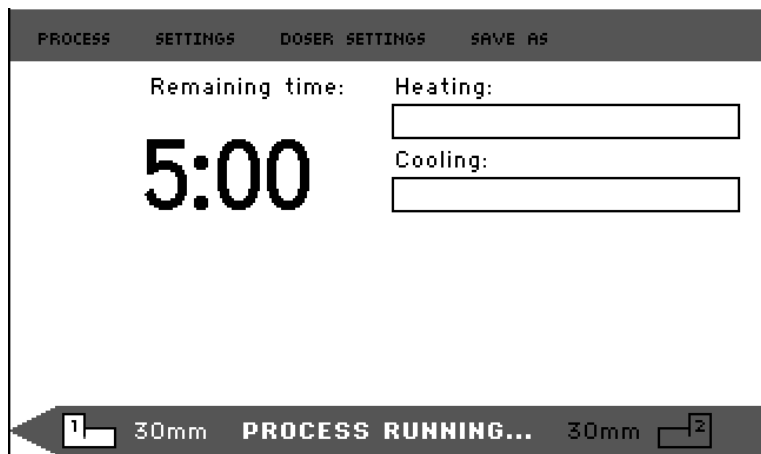 PROCESS SETTINGS DOSER SETTINGS SAVE AS
Remaining time:
5:00
Heating:
Cooling:
1 30mm PROCESS RUNNING... 30mm 2